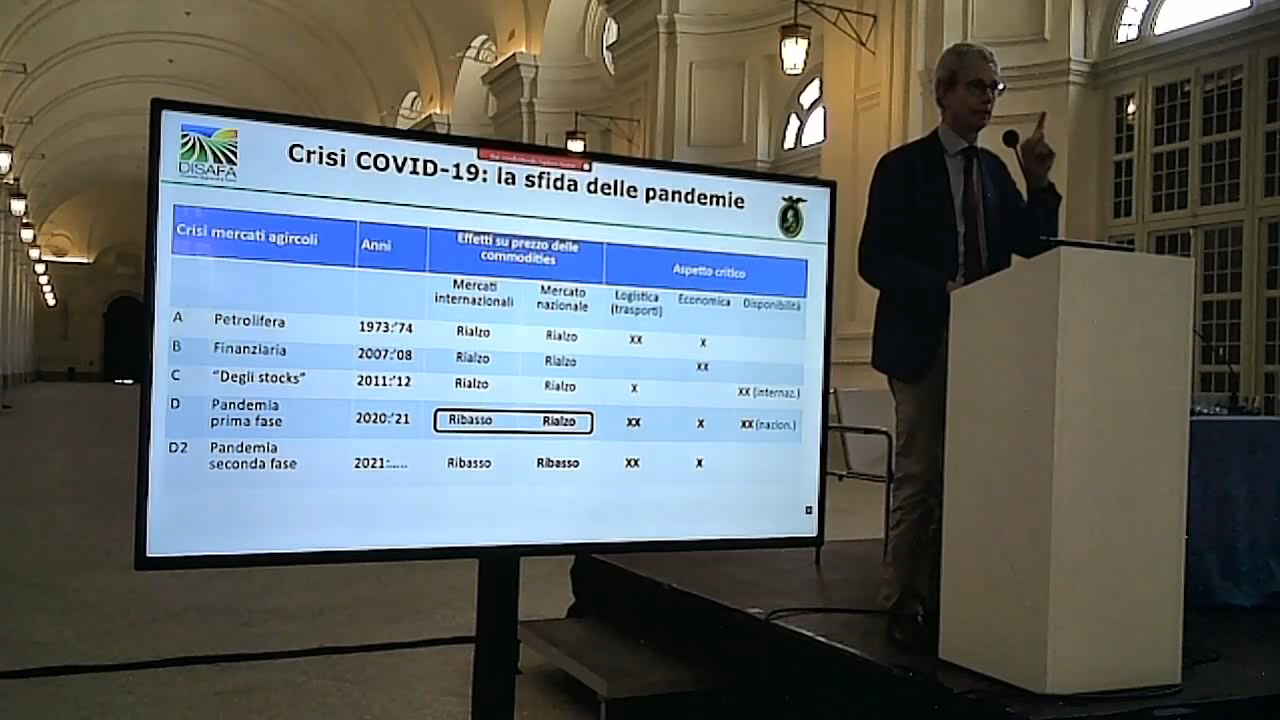 DISAFA
Crisi COVID-19: la sfida delle pandemie
Crisi mercati agircoli Anni Effetti su prezzo delle commodities Aspetto critico
Mercati internazionali Mercato nazionale Logistica (trasporti) Economica Disponibilità
A Petrolifera 1973:'74 Rialzo Rialzo XX X
B Finanziaria 2007:'08 Rialzo Rialzo XX
C "Degli stocks" 2011:'12 Rialzo Rialzo X XX (internaz.)
D Pandemia prima fase 2020:'21 Ribasso Rialzo XX X XX (nazion.)
D2 Pandemia seconda fase 2021:..... Ribasso Ribasso XX X